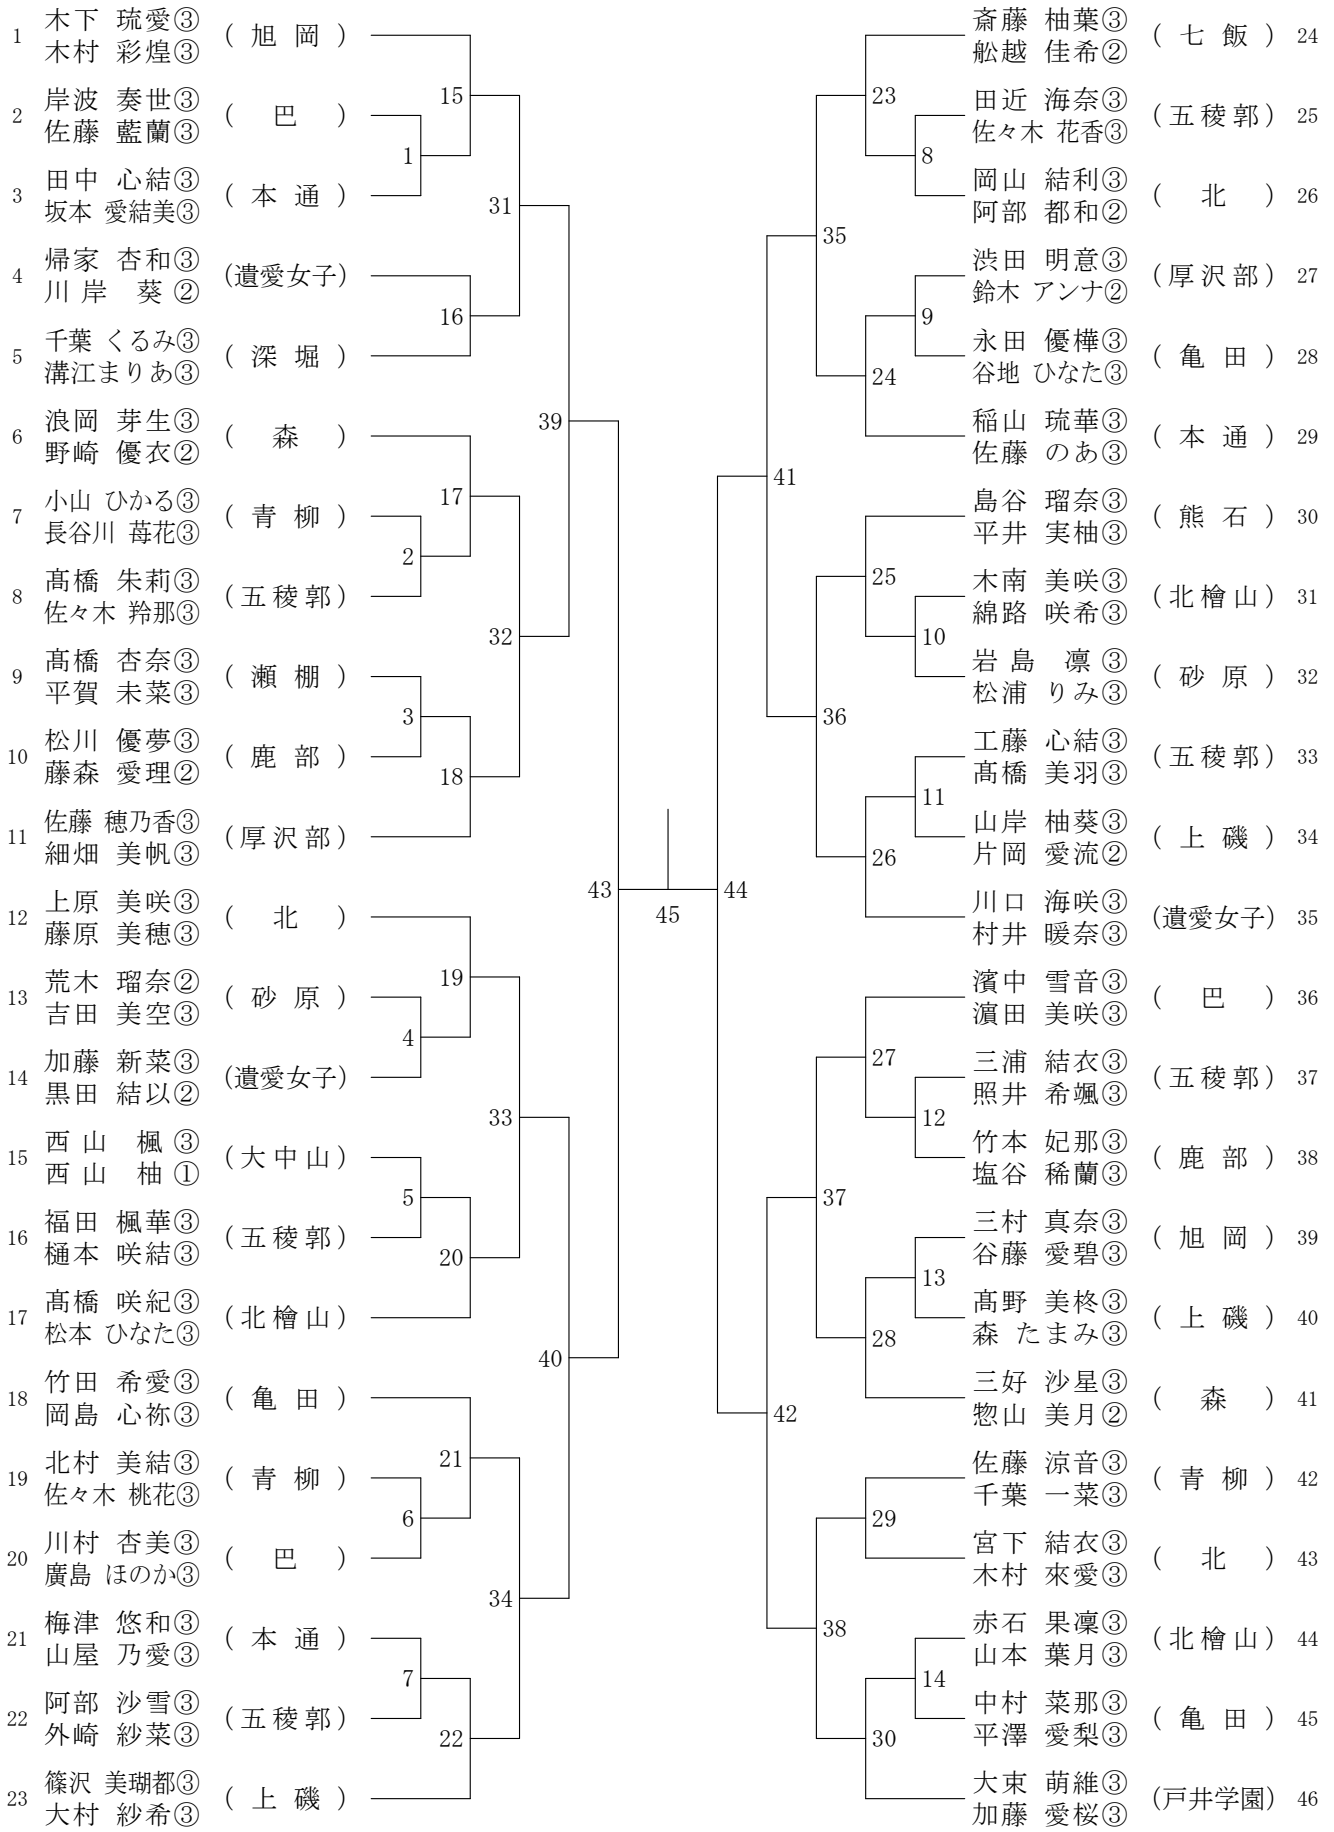 1 木下 琉愛③ 木村 彩煌③ ( 旭 岡 )
2 岸波 奏世③ 佐藤 藍蘭③ ( 巴 )
3 田中 心結③ 坂本 愛結美③ ( 本 通 )
4 帰家 杏和③ 川 岸 葵 ② (遺愛女子)
5 千葉 くるみ③ 溝江まりあ③ ( 深 堀 )
6 浪岡 芽生③ 野崎 優衣② ( 森 )
7 小山 ひかる③ 長谷川 苺花③ ( 青 柳 )
8 髙橋 朱莉③ 佐々木 羚那③ (五稜郭)
9 髙橋 杏奈③ 平賀 未菜③ ( 瀬 棚 )
10 松川 優夢③ 藤森 愛理② ( 鹿 部 )
11 佐藤 穂乃香③ 細畑 美帆③ (厚沢部)
12 上原 美咲③ 藤原 美穂③ ( 北 )
13 荒木 瑠奈② 吉田 美空③ ( 砂 原 )
14 加藤 新菜③ 黒田 結以② (遺愛女子)
15 西 山 楓 ③ 西 山 柚 ① (大中山)
16 福田 楓華③ 樋本 咲結③ (五稜郭)
17 髙橋 咲紀③ 松本 ひなた③ (北檜山)
18 竹田 希愛③ 岡島 心祢③ ( 亀 田 )
19 北村 美結③ 佐々木 桃花③ ( 青 柳 )
20 川村 杏美③ 廣島 ほのか③ ( 巴 )
21 梅津 悠和③ 山屋 乃愛③ ( 本 通 )
22 阿部 沙雪③ 外崎 紗菜③ (五稜郭)
23 篠沢 美瑚都③ 大村 紗希③ ( 上 磯 )
1
2
3
4
5
6
7
15
16
17
18
19
20
21
22
31
32
33
34
39
40
43
45
44
41
42
35
36
37
38
23
24
25
26
27
28
29
30
8
9
10
11
12
13
14
斎藤 柚葉③ 舩越 佳希② ( 七 飯 ) 24
田近 海奈③ 佐々木 花香③ (五稜郭) 25
岡山 結利③ 阿部 都和② ( 北 ) 26
渋田 明意③ 鈴木 アンナ② (厚沢部) 27
永田 優樺③ 谷地 ひなた③ ( 亀 田 ) 28
稲山 琉華③ 佐藤 のあ③ ( 本 通 ) 29
島谷 瑠奈③ 平井 実柚③ ( 熊 石 ) 30
木南 美咲③ 綿路 咲希③ (北檜山) 31
岩 島 凛 ③ 松浦 りみ③ ( 砂 原 ) 32
工藤 心結③ 髙橋 美羽③ (五稜郭) 33
山岸 柚葵③ 片岡 愛流② ( 上 磯 ) 34
川口 海咲③ 村井 暖奈③ (遺愛女子) 35
濱中 雪音③ 濵田 美咲③ ( 巴 ) 36
三浦 結衣③ 照井 希颯③ (五稜郭) 37
竹本 妃那③ 塩谷 稀蘭③ ( 鹿 部 ) 38
三村 真奈③ 谷藤 愛碧③ ( 旭 岡 ) 39
髙野 美柊③ 森 たまみ③ ( 上 磯 ) 40
三好 沙星③ 惣山 美月② ( 森 ) 41
佐藤 涼音③ 千葉 一菜③ ( 青 柳 ) 42
宮下 結衣③ 木村 來愛③ ( 北 ) 43
赤石 果凜③ 山本 葉月③ (北檜山) 44
中村 菜那③ 平澤 愛梨③ ( 亀 田 ) 45
大束 萌維③ 加藤 愛桜③ (戸井学園) 46